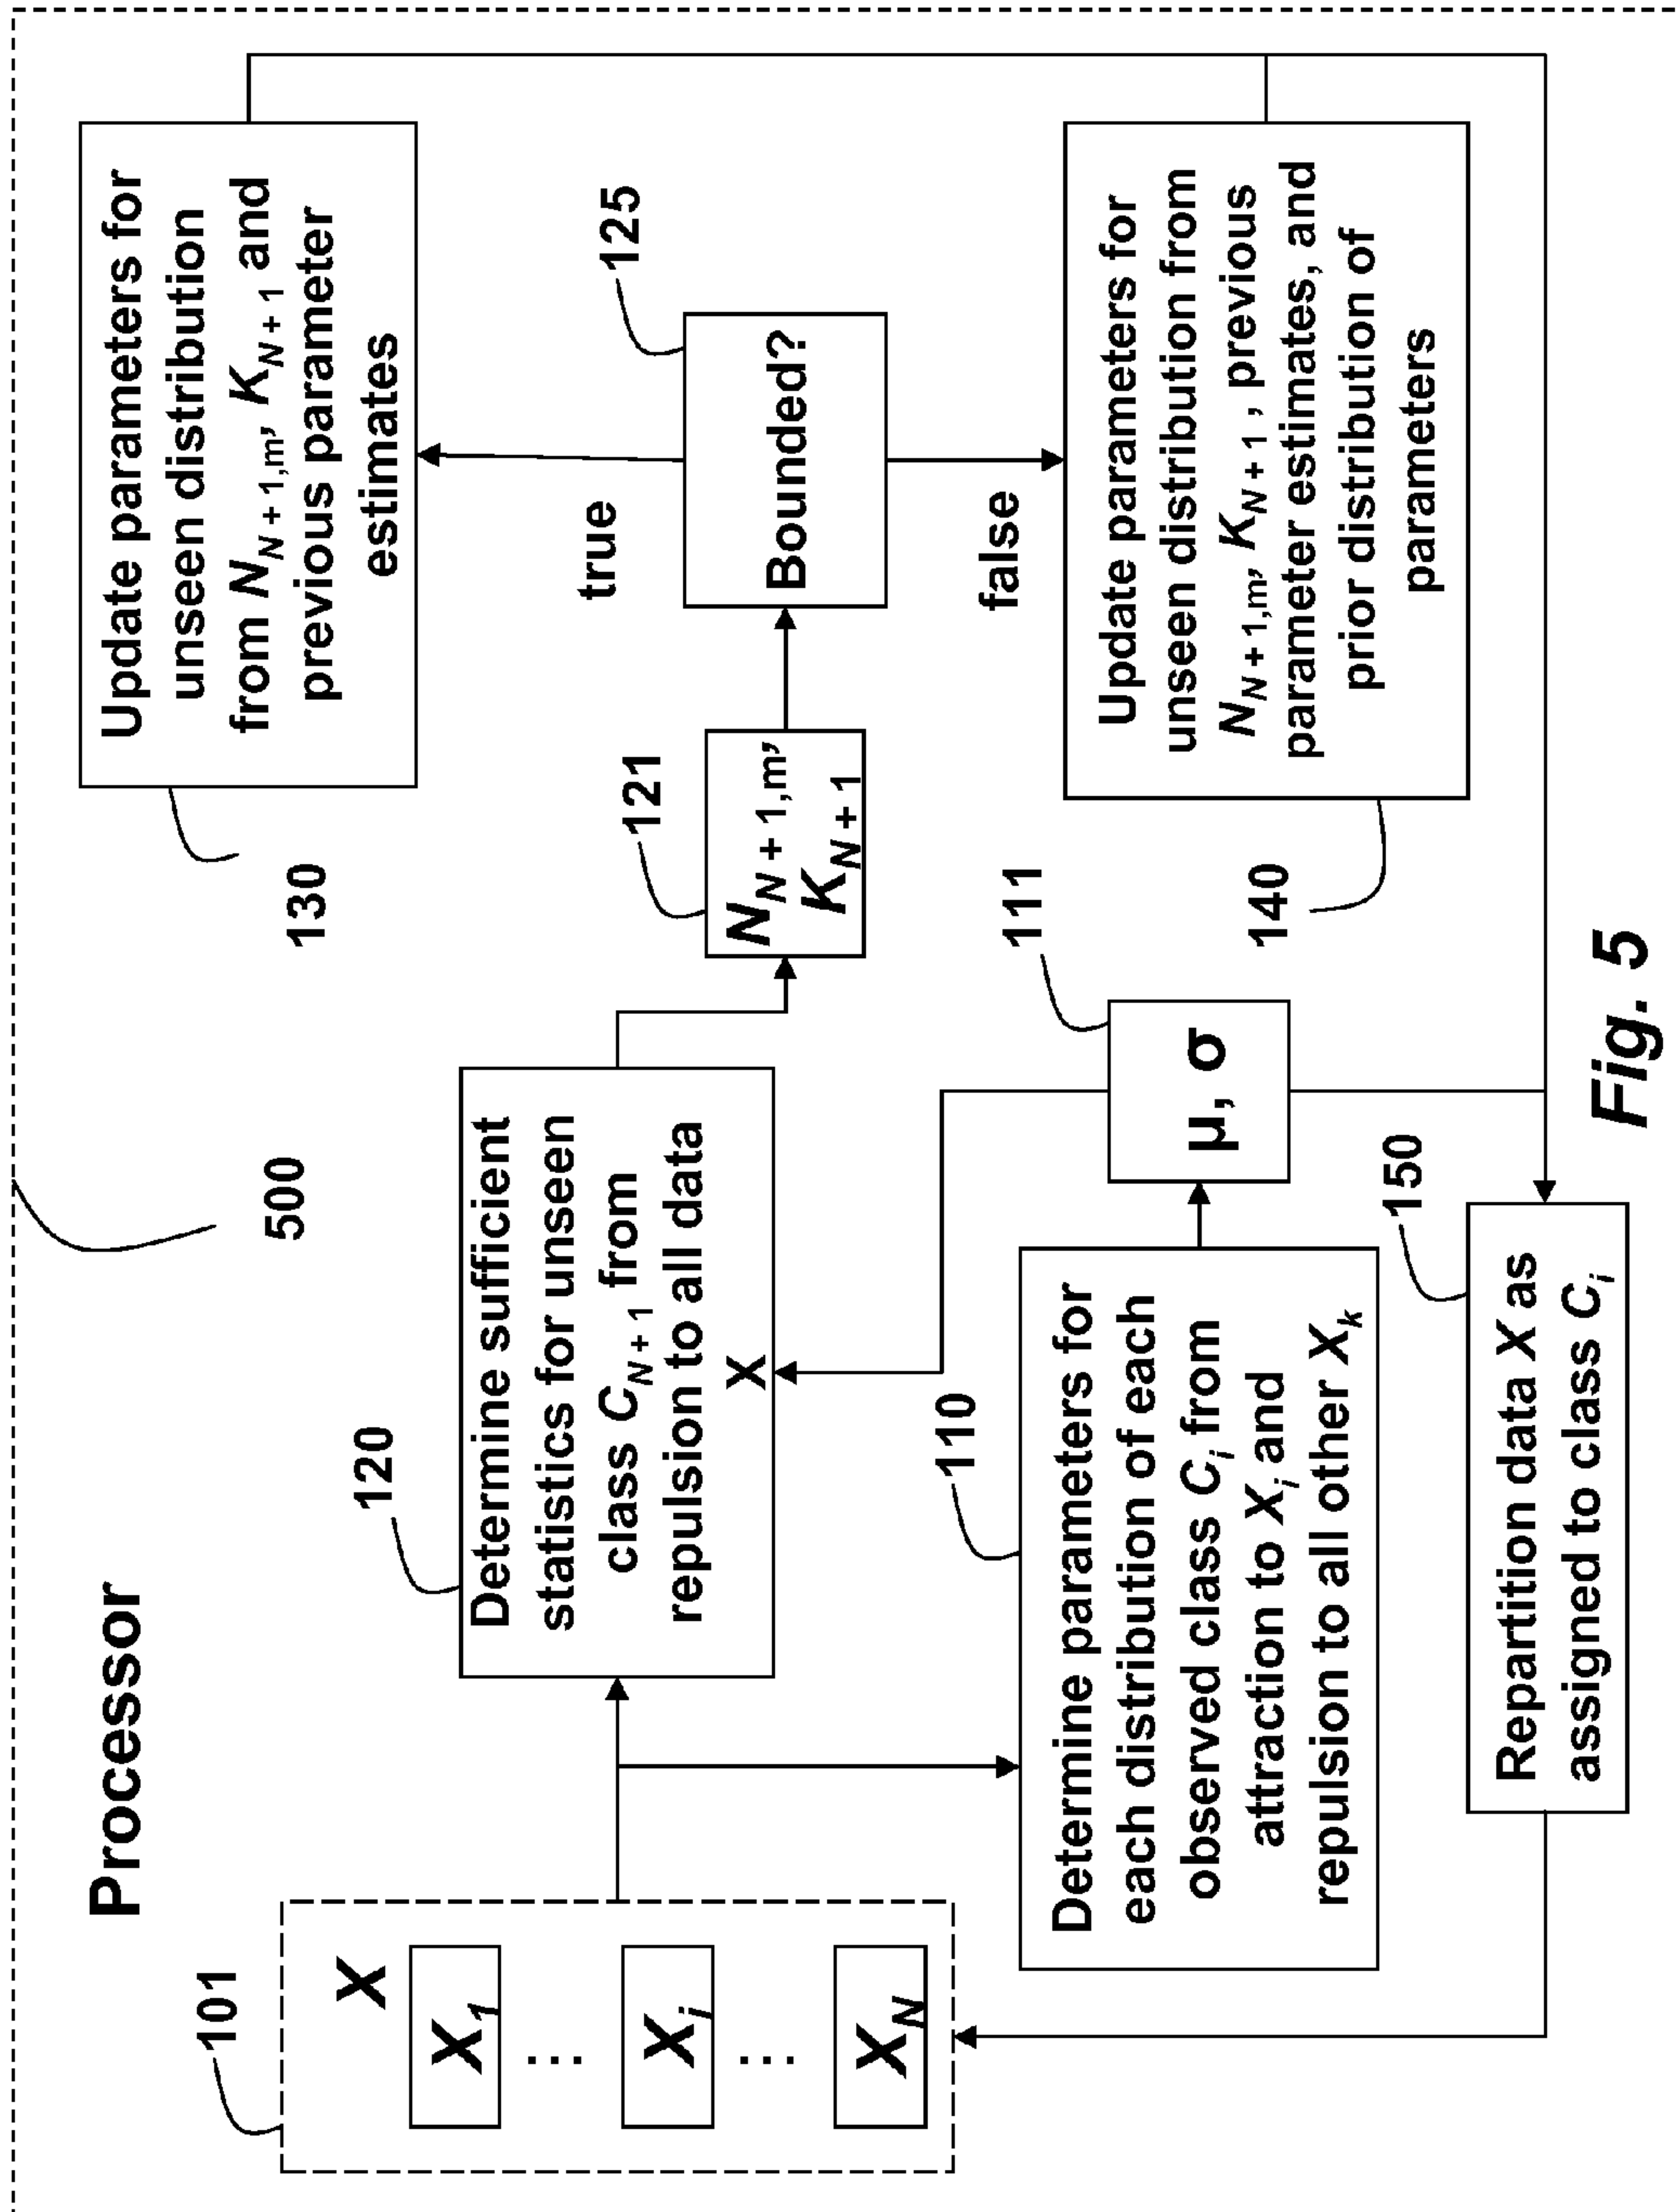 Processor
500
101
X
X1
...
Xi
...
XN
120
Determine sufficient
statistics for unseen
class CN + 1 from
repulsion to all data
X
110
Determine parameters for
each distribution of each
observed class Ci from
attraction to Xi and
repulsion to all other Xk
111
μ, σ
121
NN + 1,m,
KN + 1
125
Bounded?
true
false
130
Update parameters for
unseen distribution
from NN + 1,m, KN + 1 and
previous parameter
estimates
140
Update parameters for
unseen distribution from
NN + 1,m, KN + 1 , previous
parameter estimates, and
prior distribution of
parameters
150
Repartition data X as
assigned to class Ci
Fig. 5